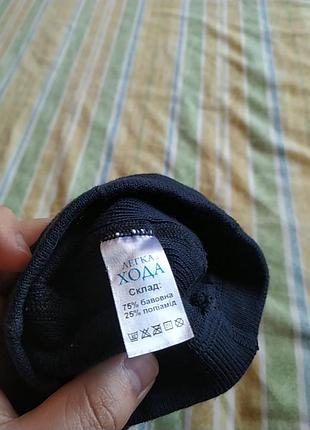 ЛЕГКА
ХОДА
Склад:
75% бавовна
25% поліамід